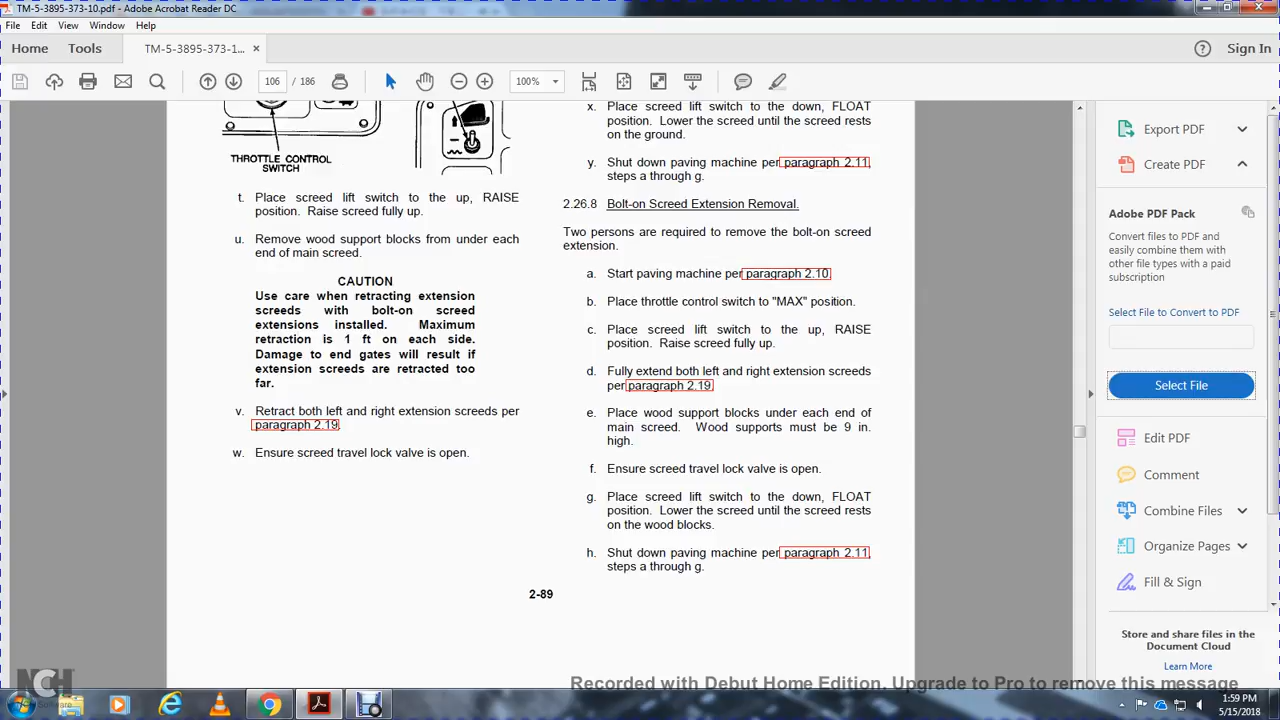 TM-5-3895-373-10.pdf - Adobe Acrobat Reader DC
File Edit View Window Help
Home Tools TM-5-3895-373-1... × Sign In
106 / 186 100%
THROTTLE CONTROL
SWITCH
t. Place screed lift switch to the up, RAISE
position. Raise screed fully up.
u. Remove wood support blocks from under each
end of main screed.
CAUTION
Use care when retracting extension
screeds with bolt-on screed
extensions installed. Maximum
retraction is 1 ft on each side.
Damage to end gates will result if
extension screeds are retracted too
far.
v. Retract both left and right extension screeds per
paragraph 2.19.
w. Ensure screed travel lock valve is open.
x. Place screed lift switch to the down, FLOAT
position. Lower the screed until the screed rests
on the ground.
y. Shut down paving machine per paragraph 2.11,
steps a through g.
2.26.8 Bolt-on Screed Extension Removal.
Two persons are required to remove the bolt-on screed
extension.
a. Start paving machine per paragraph 2.10
b. Place throttle control switch to "MAX" position.
c. Place screed lift switch to the up, RAISE
position. Raise screed fully up.
d. Fully extend both left and right extension screeds
per paragraph 2.19
e. Place wood support blocks under each end of
main screed. Wood supports must be 9 in.
high.
f. Ensure screed travel lock valve is open.
g. Place screed lift switch to the down, FLOAT
position. Lower the screed until the screed rests
on the wood blocks.
h. Shut down paving machine per paragraph 2.11,
steps a through g.
2-89
Export PDF
Create PDF
Adobe PDF Pack
Convert files to PDF and
easily combine them with
other file types with a paid
subscription
Select File to Convert to PDF
Select File
Edit PDF
Comment
Combine Files
Organize Pages
Fill & Sign
Store and share files in the
Document Cloud
Learn More
NCH
Software
Recorded with Debut Home Edition. Upgrade to Pro to remove this message
1:59 PM
5/15/2018